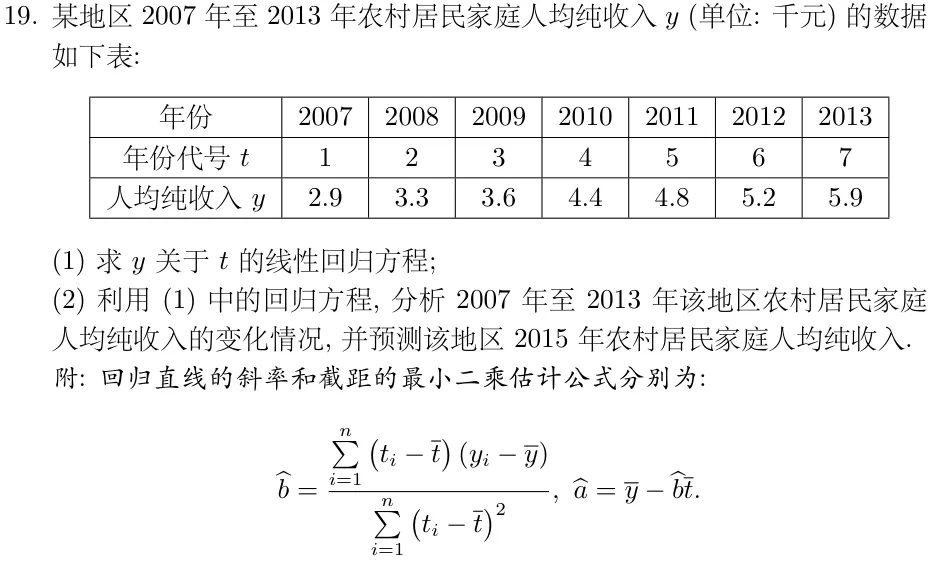 19. 某地区 2007 年至 2013 年农村居民家庭人均纯收入 y (单位: 千元) 的数据
如下表:
年份 2007 2008 2009 2010 2011 2012 2013
年份代号 t 1 2 3 4 5 6 7
人均纯收入 y 2.9 3.3 3.6 4.4 4.8 5.2 5.9
(1) 求 y 关于 t 的线性回归方程;
(2) 利用 (1) 中的回归方程, 分析 2007 年至 2013 年该地区农村居民家庭
人均纯收入的变化情况, 并预测该地区 2015 年农村居民家庭人均纯收入.
附: 回归直线的斜率和截距的最小二乘估计公式分别为:
b̂ = \frac{∑_{i=1}^{n} (t_i − t̄)(y_i − ȳ)}{∑_{i=1}^{n} (t_i − t̄)^2}, â = ȳ − b̂t̄.